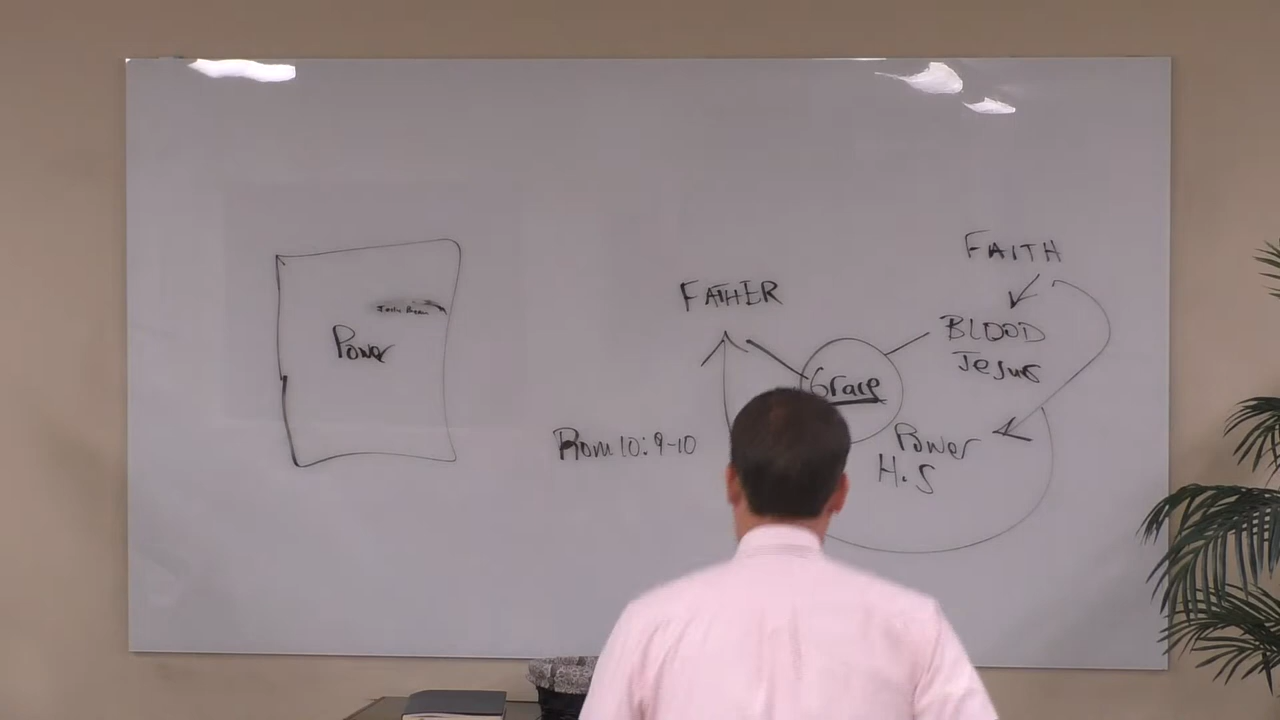 Power
FATHER
Rom 10: 9-10
Grace
FAITH
BLOOD
Jesus
Power
H.S